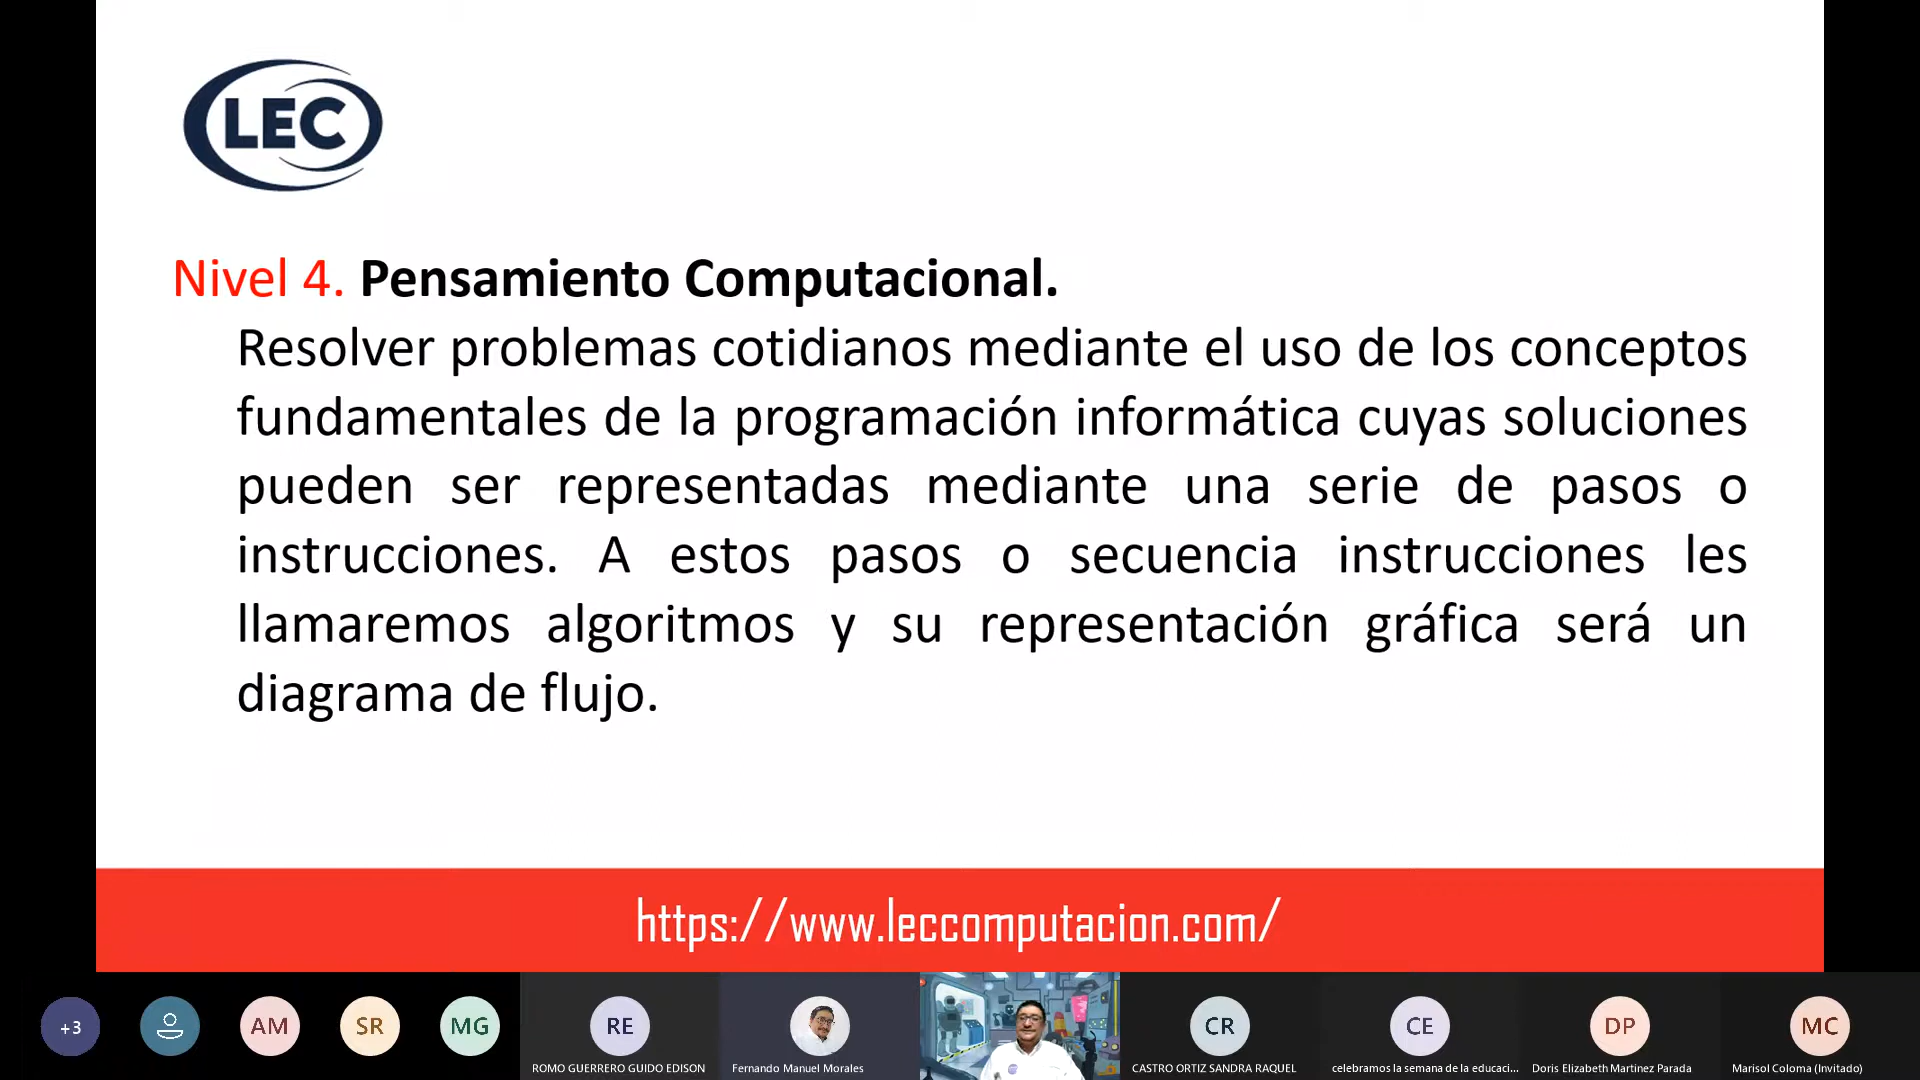 LEC
Nivel 4. Pensamiento Computacional.
Resolver problemas cotidianos mediante el uso de los conceptos
fundamentales de la programación informática cuyas soluciones
pueden ser representadas mediante una serie de pasos o
instrucciones. A estos pasos o secuencia instrucciones les
llamaremos algoritmos y su representación gráfica será un
diagrama de flujo.
https://www.leccomputacion.com/
+3
AM
SR
MG
RE
CR
CE
DP
MC
ROMO GUERRERO GUIDO EDISON
Fernando Manuel Morales
CASTRO ORTIZ SANDRA RAQUEL
celebramos la semana de la educaci...
Doris Elizabeth Martinez Parada
Marisol Coloma (Invitado)